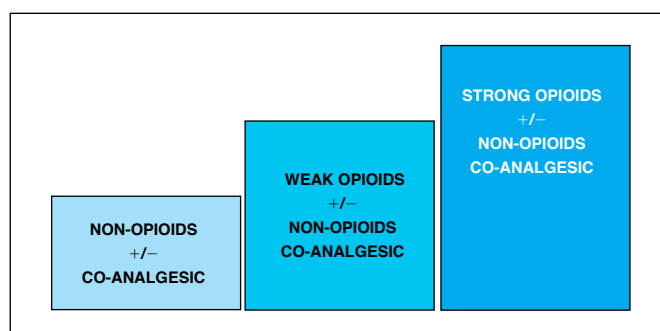 NON-OPIOIDS
+/−
CO-ANALGESIC
WEAK OPIOIDS
+/−
NON-OPIOIDS
CO-ANALGESIC
STRONG OPIOIDS
+/−
NON-OPIOIDS
CO-ANALGESIC